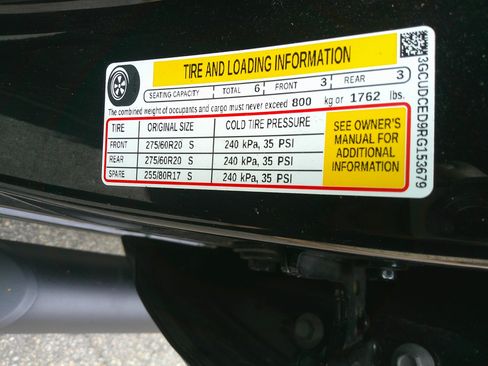 TIRE AND LOADING INFORMATION
SEATING CAPACITY TOTAL 6 FRONT 3 REAR 3
The combined weight of occupants and cargo must never exceed 800 kg or 1762 lbs.
TIRE ORIGINAL SIZE COLD TIRE PRESSURE
FRONT 275/60R20 S 240 kPa, 35 PSI
REAR 275/60R20 S 240 kPa, 35 PSI
SPARE 255/80R17 S 240 kPa, 35 PSI
SEE OWNER'S
MANUAL FOR
ADDITIONAL
INFORMATION
3GCUDCED9RG153679